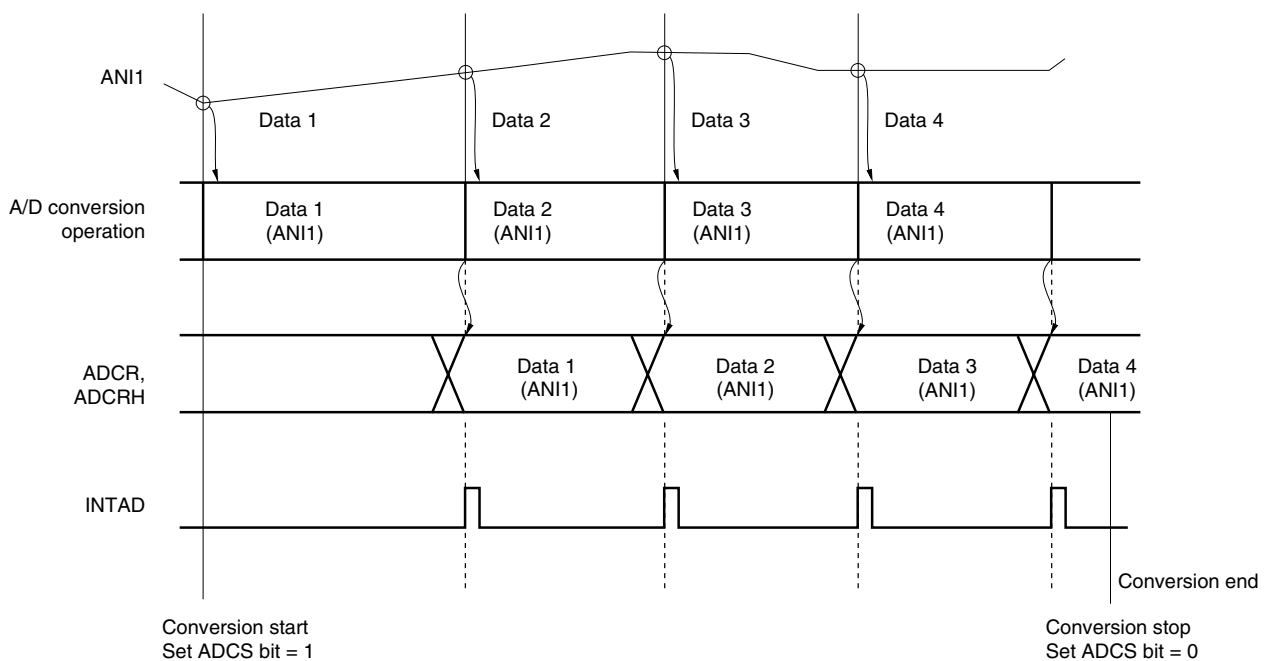 ANI1
Data 1
Data 2
Data 3
Data 4
A/D conversion
operation
Data 1
(ANI1)
Data 2
(ANI1)
Data 3
(ANI1)
Data 4
(ANI1)
ADCR,
ADCRH
Data 1
(ANI1)
Data 2
(ANI1)
Data 3
(ANI1)
Data 4
(ANI1)
INTAD
Conversion end
Conversion start
Set ADCS bit = 1
Conversion stop
Set ADCS bit = 0